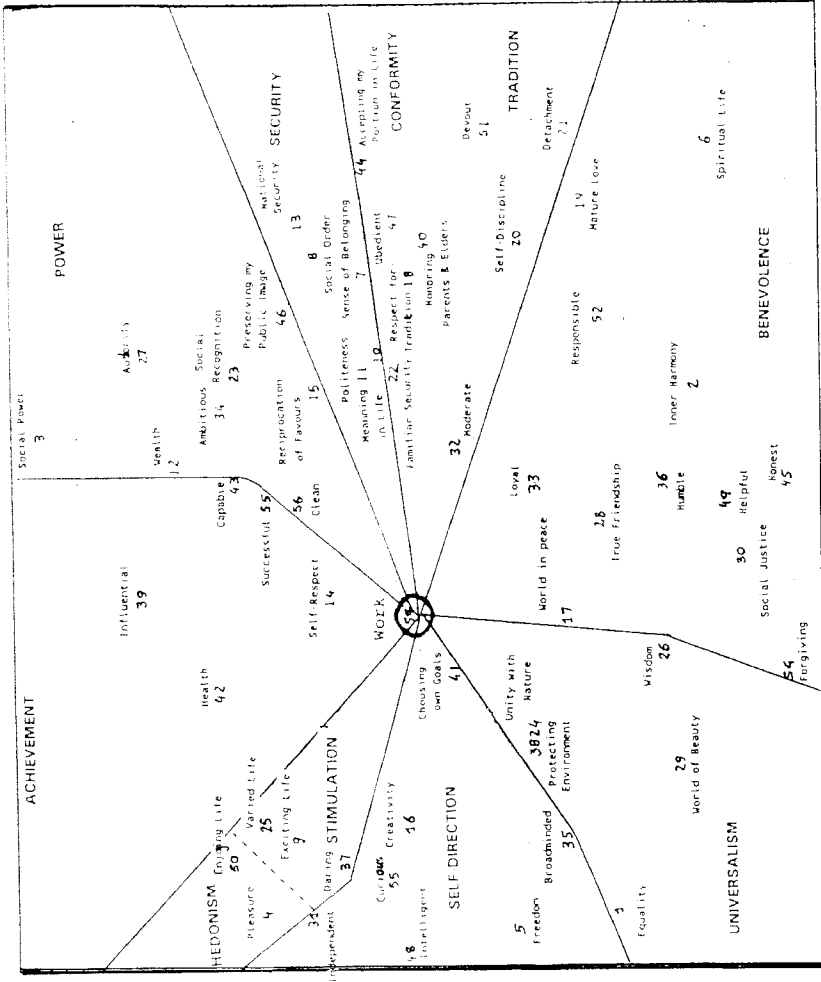 ACHIEVEMENT
POWER
Social Power
3
Influential
39
Authority
27
Wealth
12
Health
42
Capable
43
Ambitious
34
Social
Recognition
23
Successful 55
Preserving my
Public Image
46
National
Security
13
SECURITY
HEDONISM
Enjoying Life
50
Pleasure
4
Varied Life
25
Exciting Life
9
Self-Respect
14
56
Clean
Reciprocation
of Favours
15
8
Social Order
31
independent
Daring
37
STIMULATION
Work
58
Politeness
11
Sense of Belonging
7
Meaning
in Life
10
44
Accepting my
Portion in Life
CONFORMITY
Curious
55
Creativity
16
Choosing
Own Goals
41
22
Familiar Security
Respect for
Tradition 18
Obedient
47
48
Intelligent
SELF DIRECTION
32
Moderate
Honoring 40
Parents & Elders
Devout
51
TRADITION
Self-Discipline
20
Detachment
21
5
Freedom
Broadminded
35
Unity with
Nature
3824
Protecting
Environment
World in peace
17
Loyal
33
1
Equality
28
True Friendship
Responsible
52
19
Mature Love
Wisdom
26
36
Humble
Inner Harmony
2
6
Spiritual Life
29
World of Beauty
49
Helpful
30
Social Justice
Honest
45
UNIVERSALISM
54
Forgiving
BENEVOLENCE